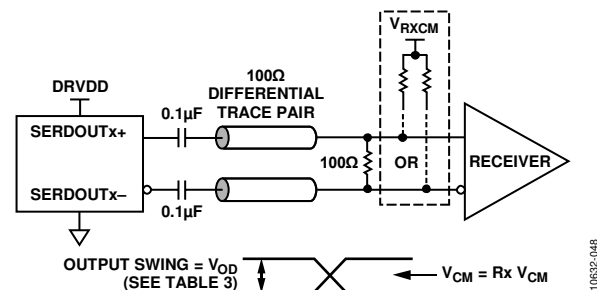 VRXCM
DRVDD
100Ω
DIFFERENTIAL
TRACE PAIR
0.1µF
SERDOUTx+
100Ω
OR
RECEIVER
SERDOUTx–
0.1µF
OUTPUT SWING = VOD
(SEE TABLE 3)
VCM = Rx VCM
10632-048